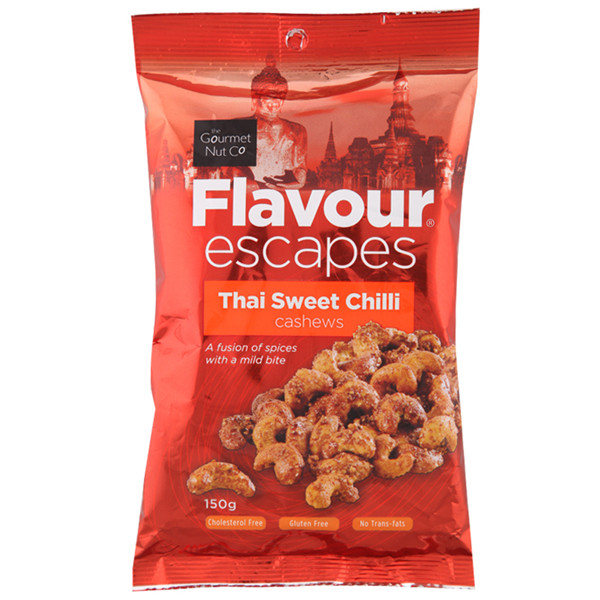 the
Gourmet
Nut Co
Flavour®
escapes
Thai Sweet Chilli
cashews
A fusion of spices
with a mild bite
150g
Cholesterol Free
Gluten Free
No Trans-fats